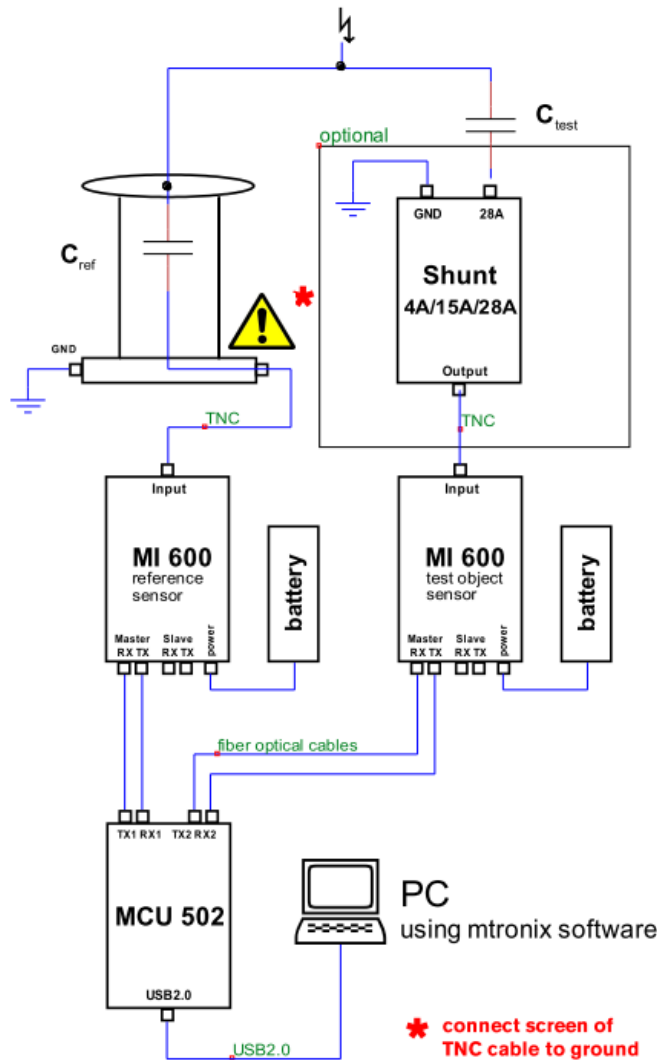 C test
optional
GND 28A
C ref
Shunt
4A/15A/28A
*
GND
Output
TNC
TNC
Input
MI 600
reference
sensor
Master Slave
RX TX RX TX power
battery
Input
MI 600
test object
sensor
Master Slave
RX TX RX TX power
battery
fiber optical cables
TX1 RX1 TX2 RX2
MCU 502
USB2.0
PC
using mtronix software
USB2.0
* connect screen of
TNC cable to ground